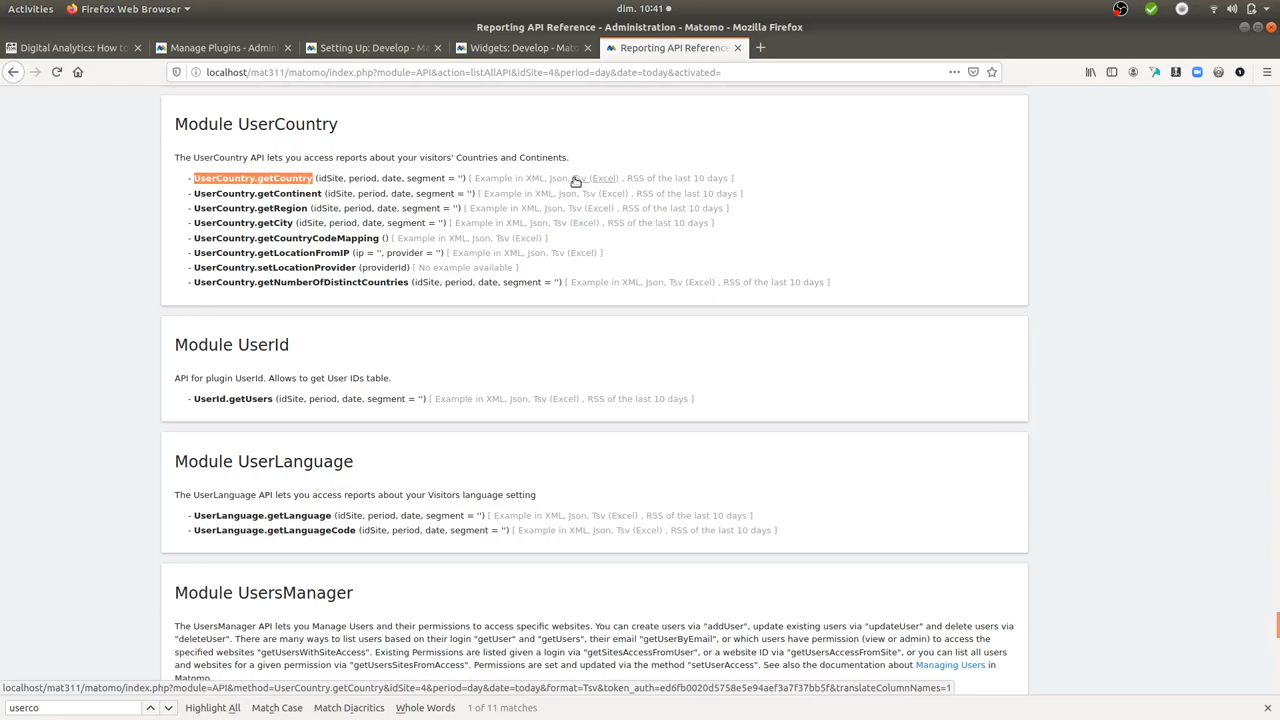 Activities Firefox Web Browser dim. 10:41
Reporting API Reference - Administration - Matomo - Mozilla Firefox
Digital Analytics: How to Manage Plugins - Admin Setting Up: Develop - Ma Widgets: Develop - Mato Reporting API Reference
localhost/mat311/matomo/index.php?module=API&action=listAllAPI&idSite=4&period=day&date=today&activated=
Module UserCountry
The UserCountry API lets you access reports about your visitors' Countries and Continents.
- UserCountry.getCountry (idSite, period, date, segment = '') [ Example in XML, Json, Tsv (Excel) , RSS of the last 10 days ]
- UserCountry.getContinent (idSite, period, date, segment = '') [ Example in XML, Json, Tsv (Excel) , RSS of the last 10 days ]
- UserCountry.getRegion (idSite, period, date, segment = '') [ Example in XML, Json, Tsv (Excel) , RSS of the last 10 days ]
- UserCountry.getCity (idSite, period, date, segment = '') [ Example in XML, Json, Tsv (Excel) , RSS of the last 10 days ]
- UserCountry.getCountryCodeMapping () [ Example in XML, Json, Tsv (Excel) ]
- UserCountry.getLocationFromIP (ip = '', provider = '') [ Example in XML, Json, Tsv (Excel) ]
- UserCountry.setLocationProvider (providerId) [ No example available ]
- UserCountry.getNumberOfDistinctCountries (idSite, period, date, segment = '') [ Example in XML, Json, Tsv (Excel) , RSS of the last 10 days ]
Module UserId
API for plugin UserId. Allows to get User IDs table.
- UserId.getUsers (idSite, period, date, segment = '') [ Example in XML, Json, Tsv (Excel) , RSS of the last 10 days ]
Module UserLanguage
The UserLanguage API lets you access reports about your Visitors language setting
- UserLanguage.getLanguage (idSite, period, date, segment = '') [ Example in XML, Json, Tsv (Excel) , RSS of the last 10 days ]
- UserLanguage.getLanguageCode (idSite, period, date, segment = '') [ Example in XML, Json, Tsv (Excel) , RSS of the last 10 days ]
Module UsersManager
The UsersManager API lets you Manage Users and their permissions to access specific websites. You can create users via "addUser", update existing users via "updateUser" and delete users via
"deleteUser". There are many ways to list users based on their login "getUser" and "getUsers", their email "getUserByEmail", or which users have permission (view or admin) to access the
specified websites "getUsersWithSiteAccess". Existing Permissions are listed given a login via "getSitesAccessFromUser", or a website ID via "getUsersAccessFromSite", or you can list all users
and websites for a given permission via "getUsersSitesFromAccess". Permissions are set and updated via the method "setUserAccess". See also the documentation about Managing Users in
Matomo.
localhost/mat311/matomo/index.php?module=API&method=UserCountry.getCountry&idSite=4&period=day&date=today&format=Tsv&token_auth=ed6fb0020d5758e5e94aef3a7f37bb5f&translateColumnNames=1
userco Highlight All Match Case Match Diacritics Whole Words 1 of 11 matches